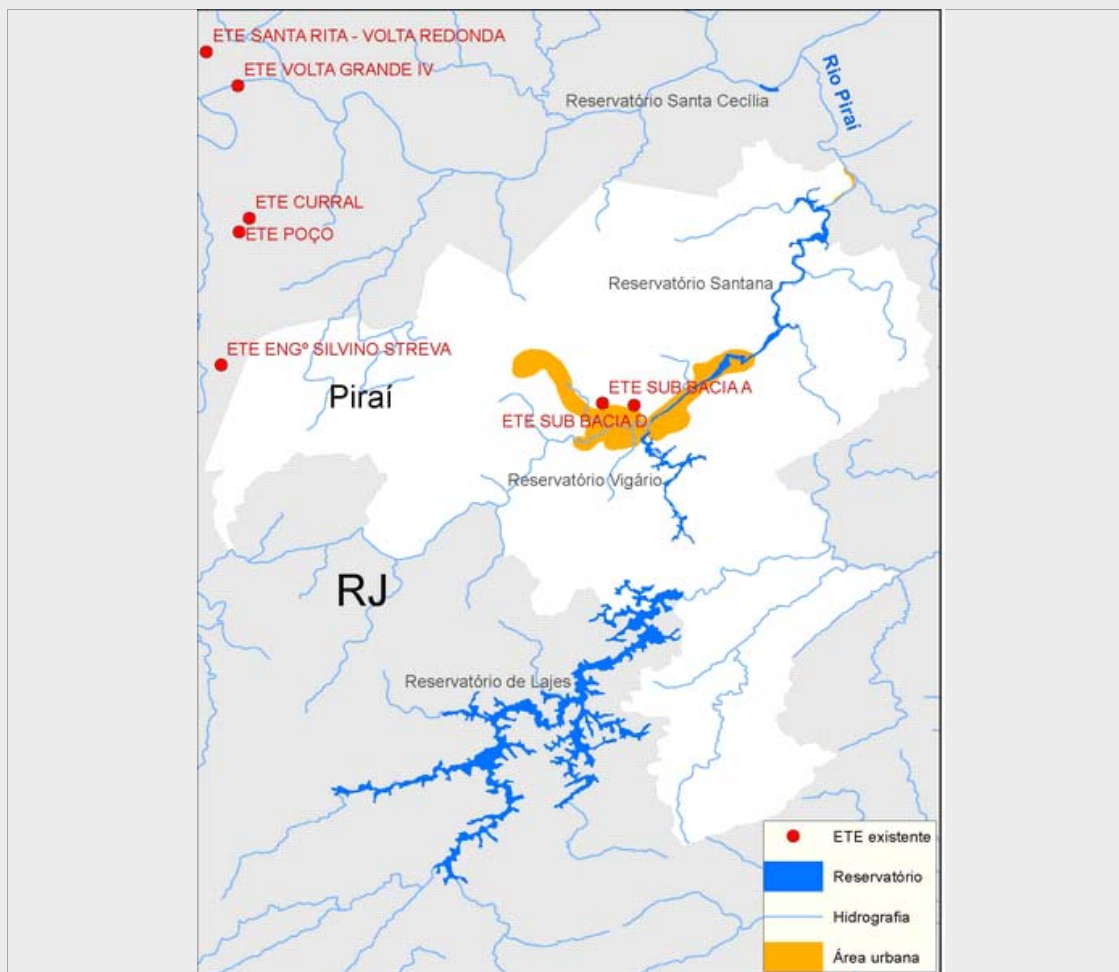 ETE SANTA RITA - VOLTA REDONDA
ETE VOLTA GRANDE IV
Rio Piraí
Reservatório Santa Cecília
ETE CURRAL
ETE POÇO
Reservatório Santana
ETE ENGº SILVINO STREVA
Piraí
ETE SUB BACIA A
ETE SUB BACIA D
Reservatório Vigário
RJ
Reservatório de Lajes
ETE existente
Reservatório
Hidrografia
Área urbana